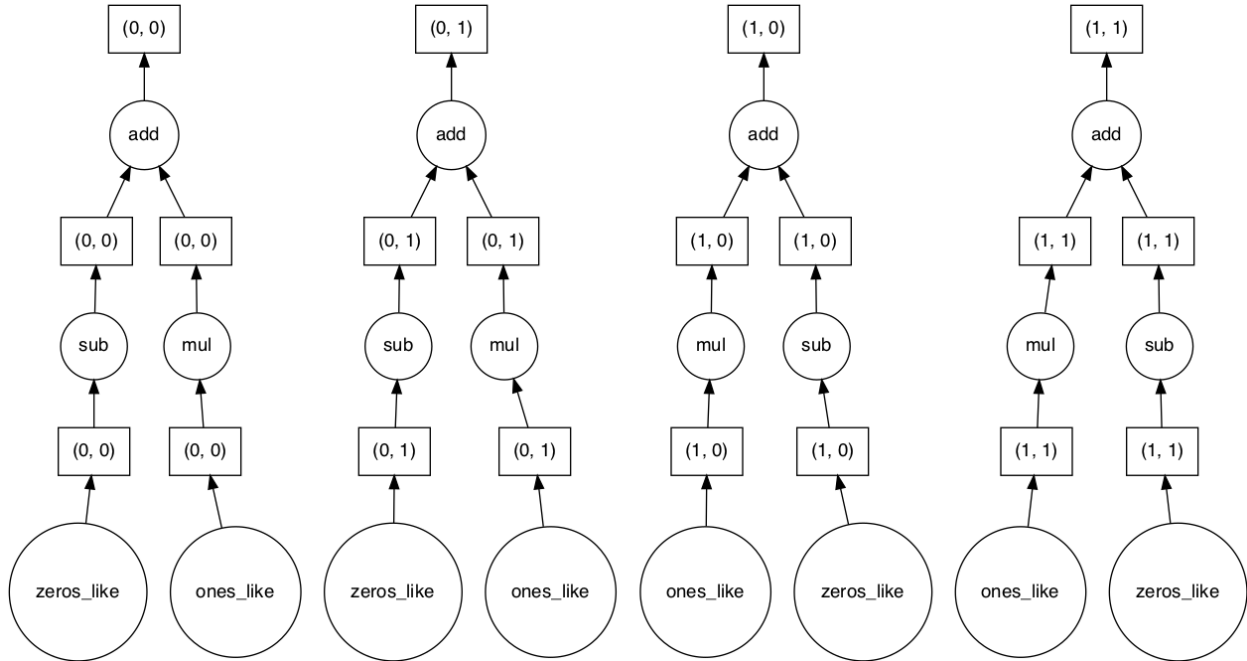 (0, 0) (0, 1) (1, 0) (1, 1)
add add add add
(0, 0) (0, 0) (0, 1) (0, 1) (1, 0) (1, 0) (1, 1) (1, 1)
sub mul sub mul mul sub mul sub
(0, 0) (0, 0) (0, 1) (0, 1) (1, 0) (1, 0) (1, 1) (1, 1)
zeros_like ones_like zeros_like ones_like ones_like zeros_like ones_like zeros_like